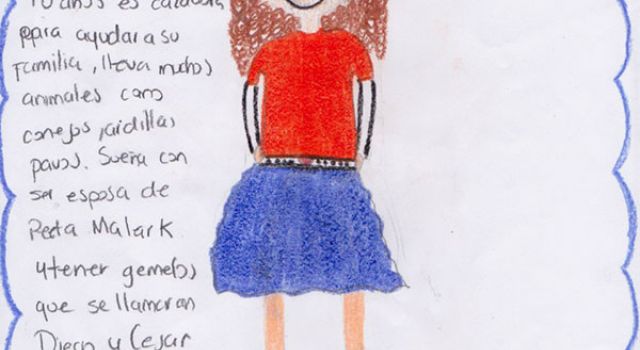 10 años es cazadora
para ayudar a su
Familia, lleva muchos
animales como
conejos, ardillas,
pavos. Sueña con
ser esposa de
Peeta Malark
y tener gemelos
que se llamaran
Diego y Cesar